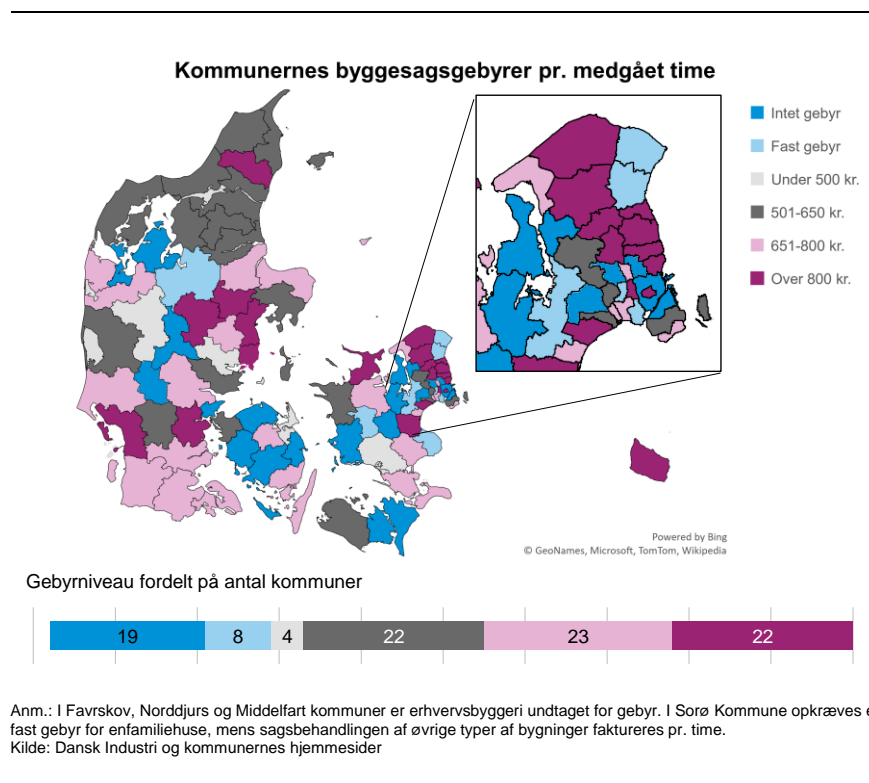 Kommunernes byggesagsgebyrer pr. medgået time
Intet gebyr
Fast gebyr
Under 500 kr.
501-650 kr.
651-800 kr.
Over 800 kr.
Powered by Bing
© GeoNames, Microsoft, TomTom, Wikipedia
Gebyrniveau fordelt på antal kommuner
19 8 4 22 23 22
Anm.: I Favrskov, Norddjurs og Middelfart kommuner er erhvervsbyggeri undtaget for gebyr. I Sorø Kommune opkræves
fast gebyr for enfamiliehuse, mens sagsbehandlingen af øvrige typer af bygninger faktureres pr. time.
Kilde: Dansk Industri og kommunernes hjemmesider